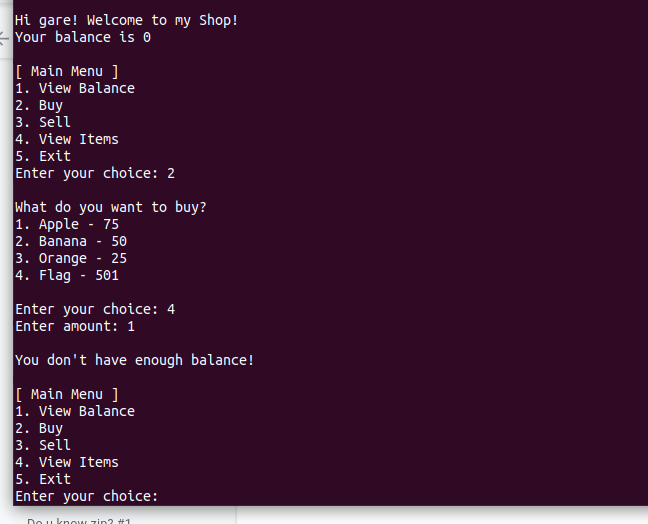 Hi gare! Welcome to my Shop!
Your balance is 0
[ Main Menu ]
1. View Balance
2. Buy
3. Sell
4. View Items
5. Exit
Enter your choice: 2
What do you want to buy?
1. Apple - 75
2. Banana - 50
3. Orange - 25
4. Flag - 501
Enter your choice: 4
Enter amount: 1
You don't have enough balance!
[ Main Menu ]
1. View Balance
2. Buy
3. Sell
4. View Items
5. Exit
Enter your choice:
Do u know zip? #1